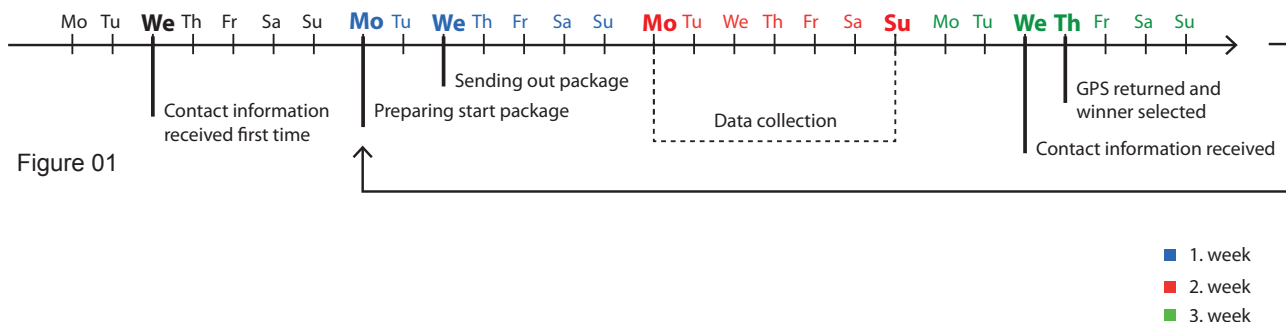 Mo Tu We Th Fr Sa Su Mo Tu We Th Fr Sa Su Mo Tu We Th Fr Sa Su Mo Tu We Th Fr Sa Su
Sending out package
Contact information
received first time
Preparing start package
Data collection
GPS returned and
winner selected
Contact information received
Figure 01
1. week
2. week
3. week